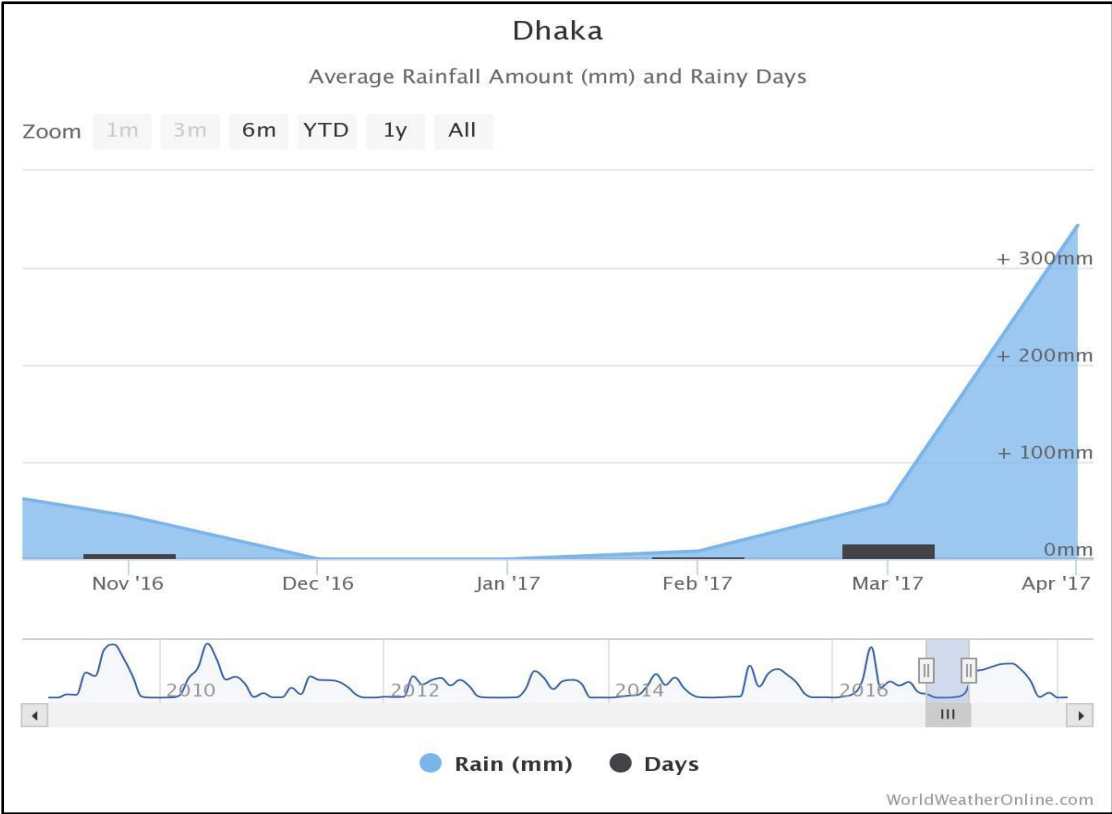 Dhaka
Average Rainfall Amount (mm) and Rainy Days
Zoom 1m 3m 6m YTD 1y All
+ 300mm
+ 200mm
+ 100mm
0mm
Nov '16 Dec '16 Jan '17 Feb '17 Mar '17 Apr '17
2010 2012 2014 2016
Rain (mm) Days
WorldWeatherOnline.com